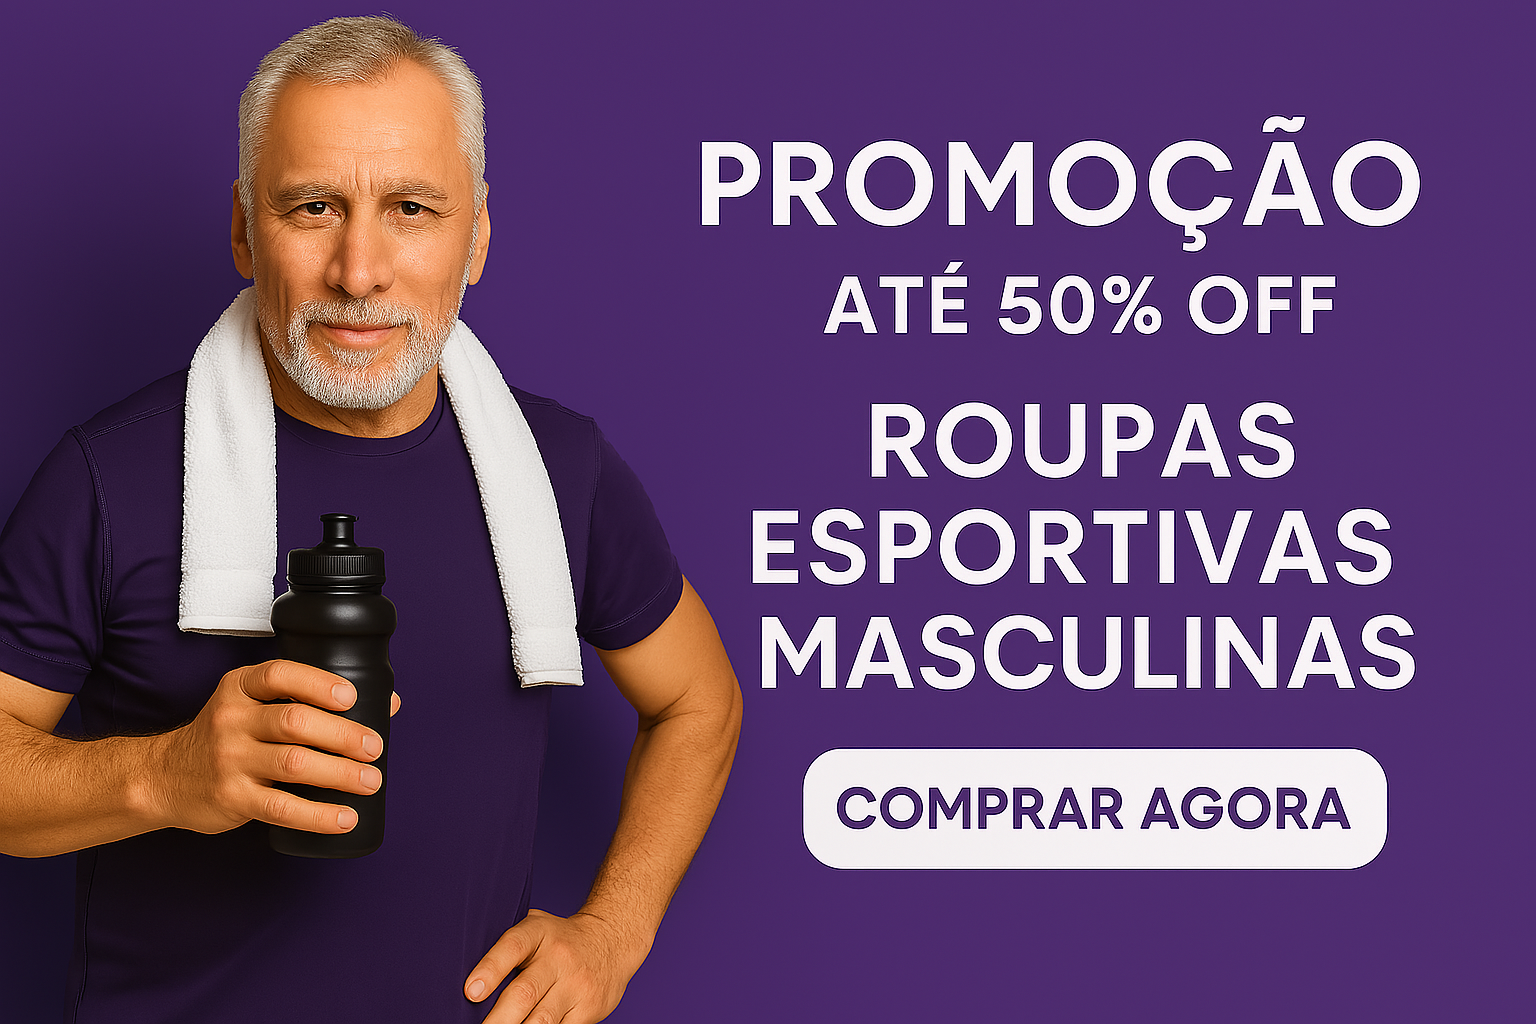 PROMOÇÃO
ATÉ 50% OFF
ROUPAS
ESPORTIVAS
MASCULINAS
COMPRAR AGORA